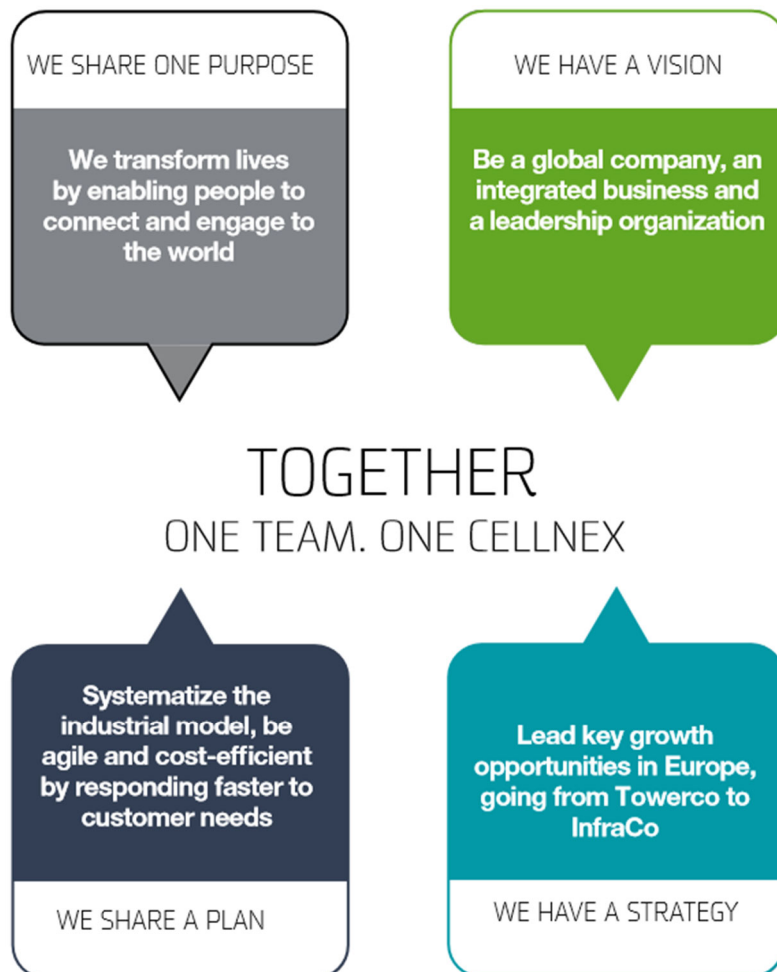 WE SHARE ONE PURPOSE
We transform lives
by enabling people to
connect and engage to
the world
WE HAVE A VISION
Be a global company, an
integrated business and
a leadership organization
TOGETHER
ONE TEAM. ONE CELLNEX
Systematize the
industrial model, be
agile and cost-efficient
by responding faster to
customer needs
WE SHARE A PLAN
Lead key growth
opportunities in Europe,
going from Towerco to
InfraCo
WE HAVE A STRATEGY